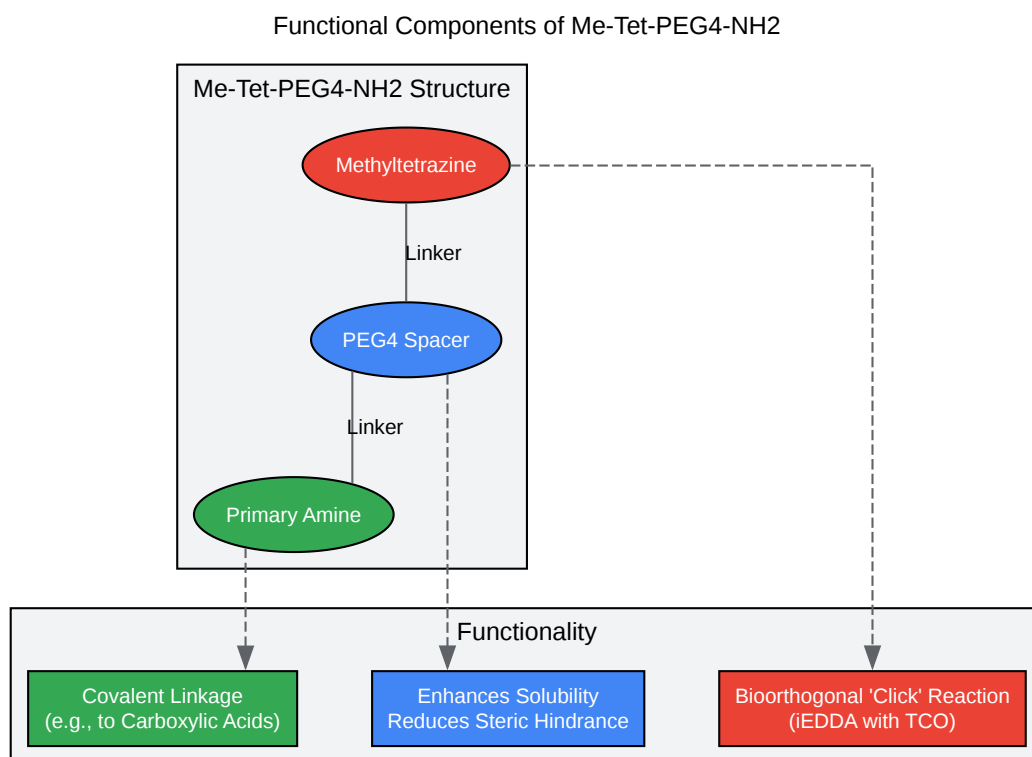 Functional Components of Me-Tet-PEG4-NH2
Me-Tet-PEG4-NH2 Structure
Methyltetrazine
Linker
PEG4 Spacer
Linker
Primary Amine
Functionality
Covalent Linkage
(e.g., to Carboxylic Acids)
Enhances Solubility
Reduces Steric Hindrance
Bioorthogonal 'Click' Reaction
(iEDDA with TCO)